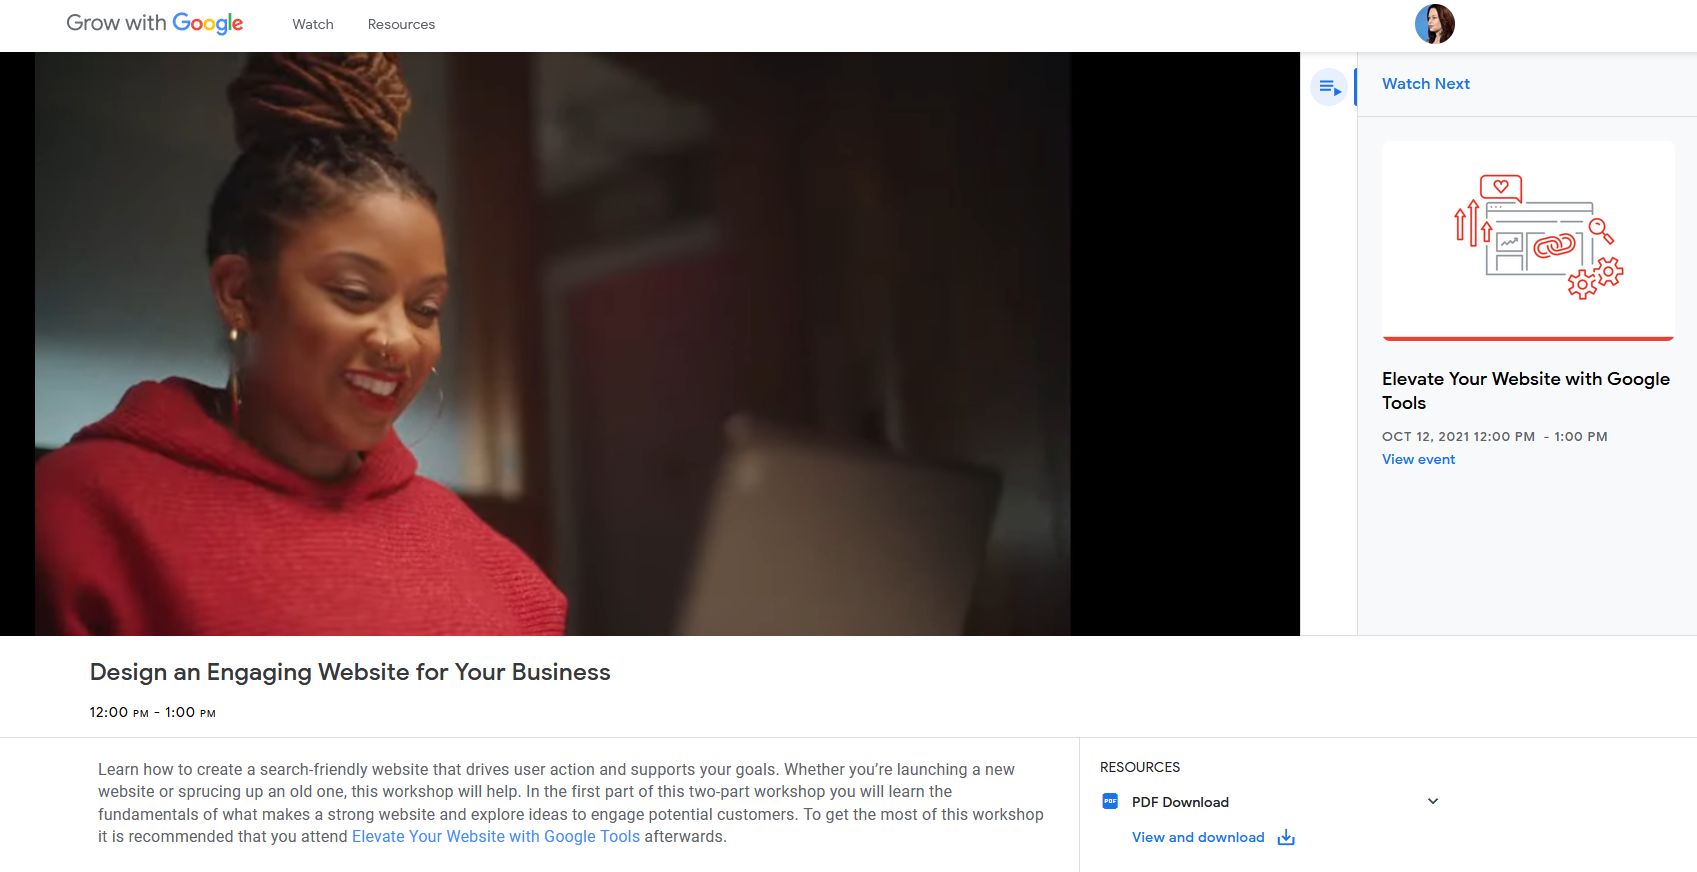 Grow with Google
Watch
Resources
Watch Next
Elevate Your Website with Google
Tools
OCT 12, 2021 12:00 PM - 1:00 PM
View event
Design an Engaging Website for Your Business
12:00 PM - 1:00 PM
Learn how to create a search-friendly website that drives user action and supports your goals. Whether you’re launching a new
website or sprucing up an old one, this workshop will help. In the first part of this two-part workshop you will learn the
fundamentals of what makes a strong website and explore ideas to engage potential customers. To get the most of this workshop
it is recommended that you attend Elevate Your Website with Google Tools afterwards.
RESOURCES
PDF
PDF Download
View and download